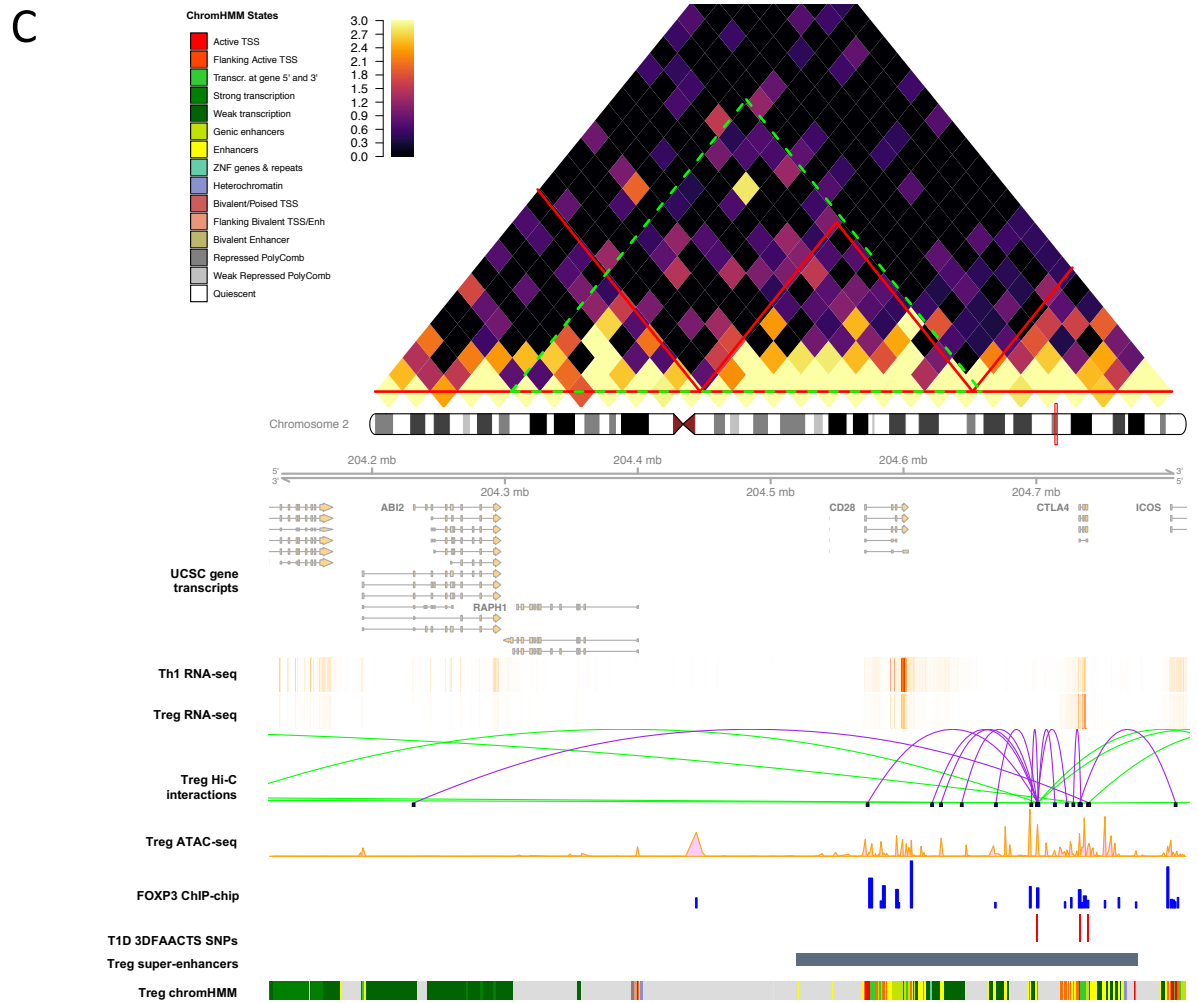 C
ChromHMM States
Active TSS
Flanking Active TSS
Transcr. at gene 5' and 3'
Strong transcription
Weak transcription
Genic enhancers
Enhancers
ZNF genes & repeats
Heterochromatin
Bivalent/Poised TSS
Flanking Bivalent TSS/Enh
Bivalent Enhancer
Repressed PolyComb
Weak Repressed PolyComb
Quiescent
3.0
2.7
2.4
2.1
1.8
1.5
1.2
0.9
0.6
0.3
0.0
Chromosome 2
204.2 mb 204.4 mb 204.6 mb
5' 3'
3' 5'
204.3 mb 204.5 mb 204.7 mb
ABI2 CD28 CTLA4 ICOS
UCSC gene
transcripts
RAPH1
Th1 RNA-seq
Treg RNA-seq
Treg Hi-C
interactions
Treg ATAC-seq
FOXP3 ChIP-chip
T1D 3DFAACTS SNPs
Treg super-enhancers
Treg chromHMM